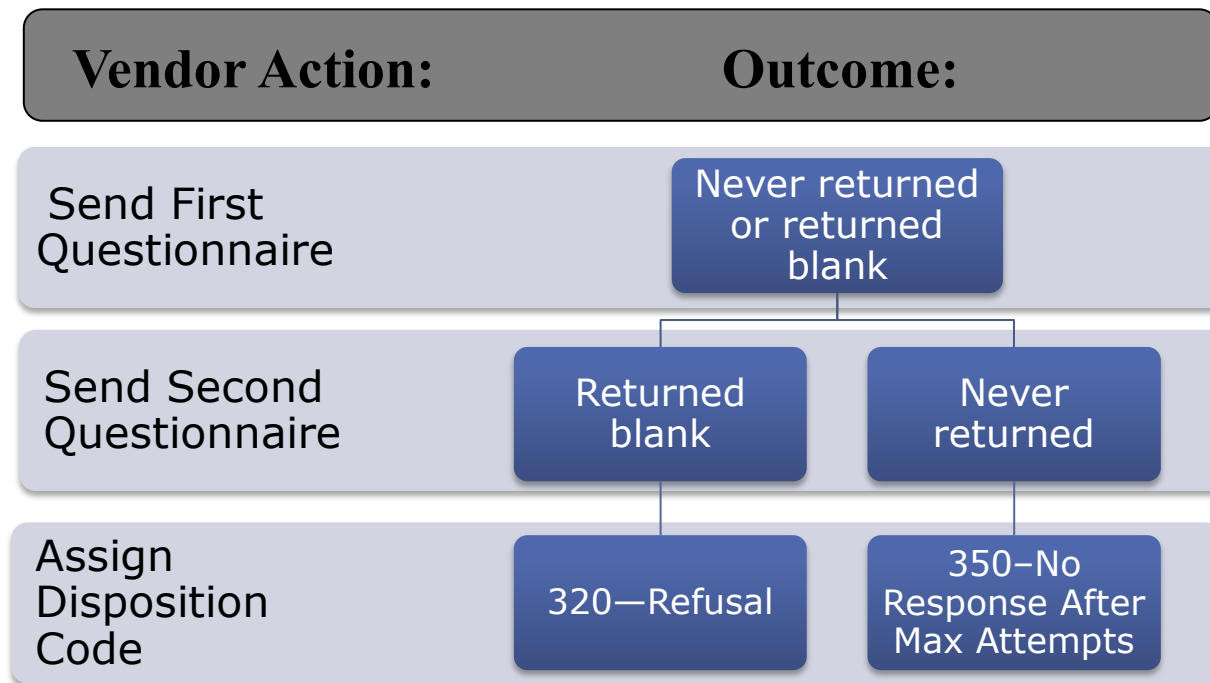 Vendor Action: Outcome:
Send First
Questionnaire
Never returned
or returned
blank
Send Second
Questionnaire
Returned
blank
Never
returned
Assign
Disposition
Code
320—Refusal
350–No
Response After
Max Attempts